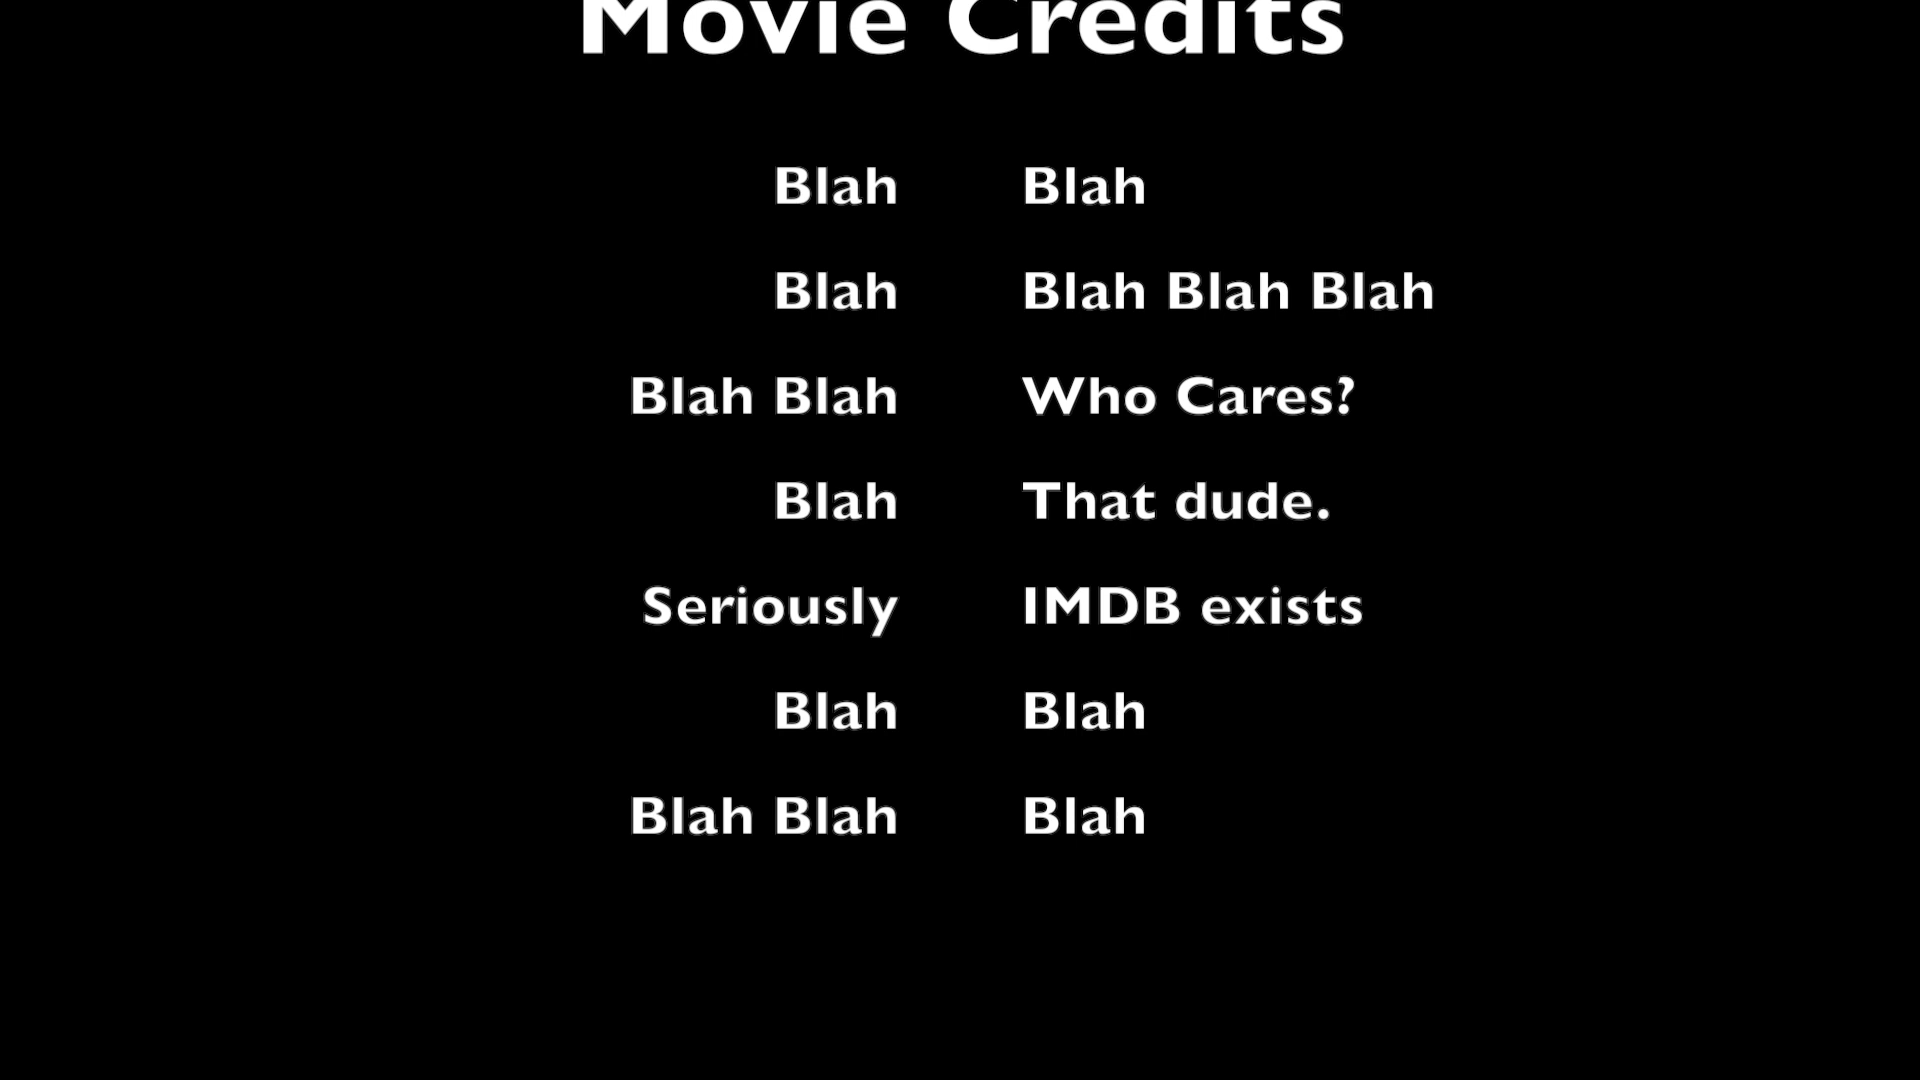 Movie Credits
Blah Blah
Blah Blah Blah Blah
Blah Blah Who Cares?
Blah That dude.
Seriously IMDB exists
Blah Blah
Blah Blah Blah